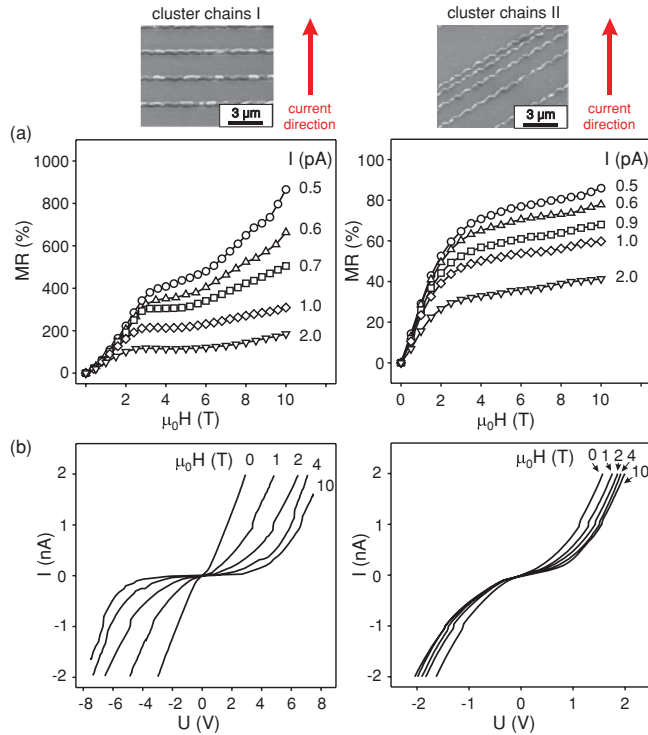 cluster chains I
cluster chains II
3 µm
current
direction
3 µm
current
direction
(a)
1000
800
600
400
200
0
MR (%)
I (pA)
0.5
0.6
0.7
1.0
2.0
0 2 4 6 8 10
µ₀H (T)
100
80
60
40
20
0
MR (%)
I (pA)
0.5
0.6
0.9
1.0
2.0
0 2 4 6 8 10
µ₀H (T)
(b)
2
1
0
-1
-2
I (nA)
µ₀H (T) 0 1 2 4
10
-8 -6 -4 -2 0 2 4 6 8
U (V)
2
1
0
-1
-2
I (nA)
µ₀H (T) 0 1 2 4
10
-2 -1 0 1 2
U (V)